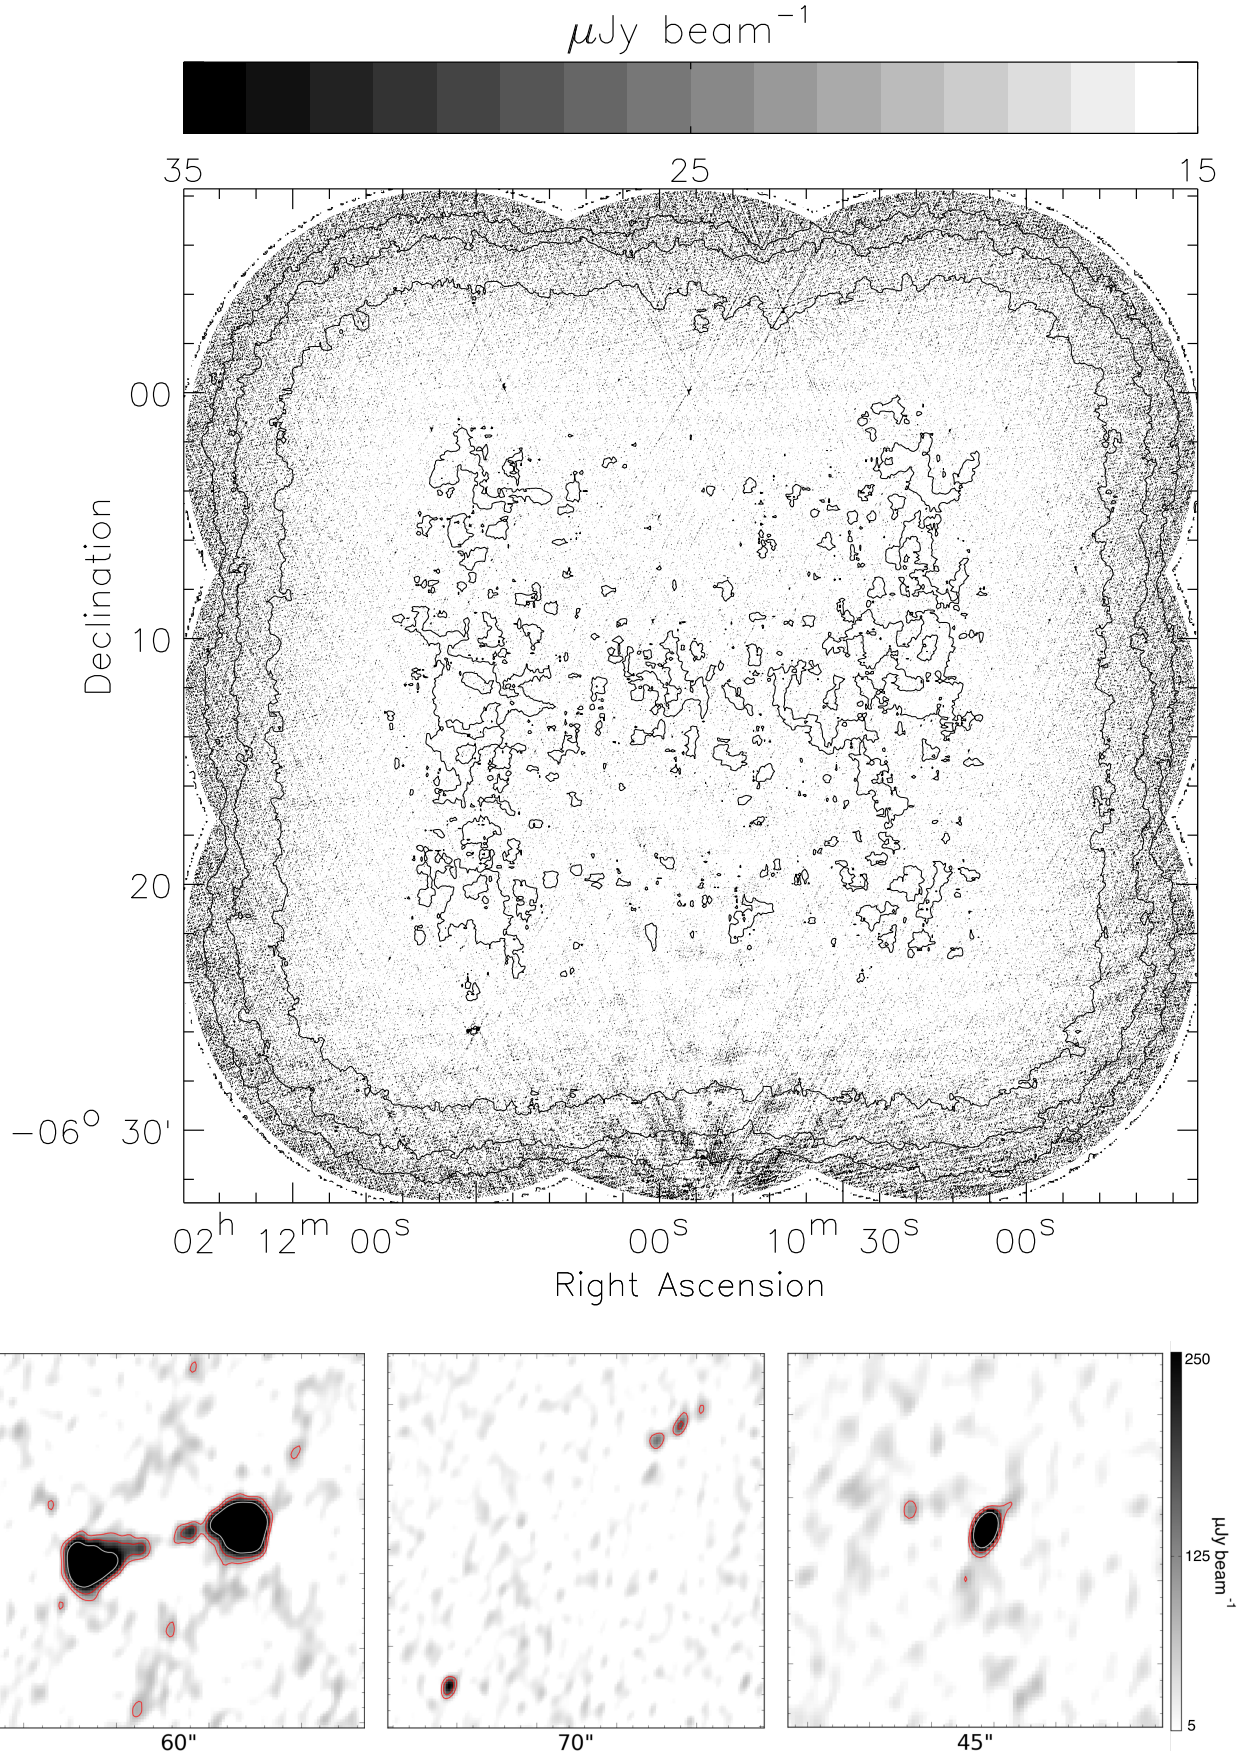 μJy beam⁻¹
35 25 15
00
Declination
10
20
−06° 30'
02ʰ 12ᵐ 00ˢ 00ˢ 10ᵐ 30ˢ 00ˢ
Right Ascension
250
125
μJy beam⁻¹
5
60" 70" 45"